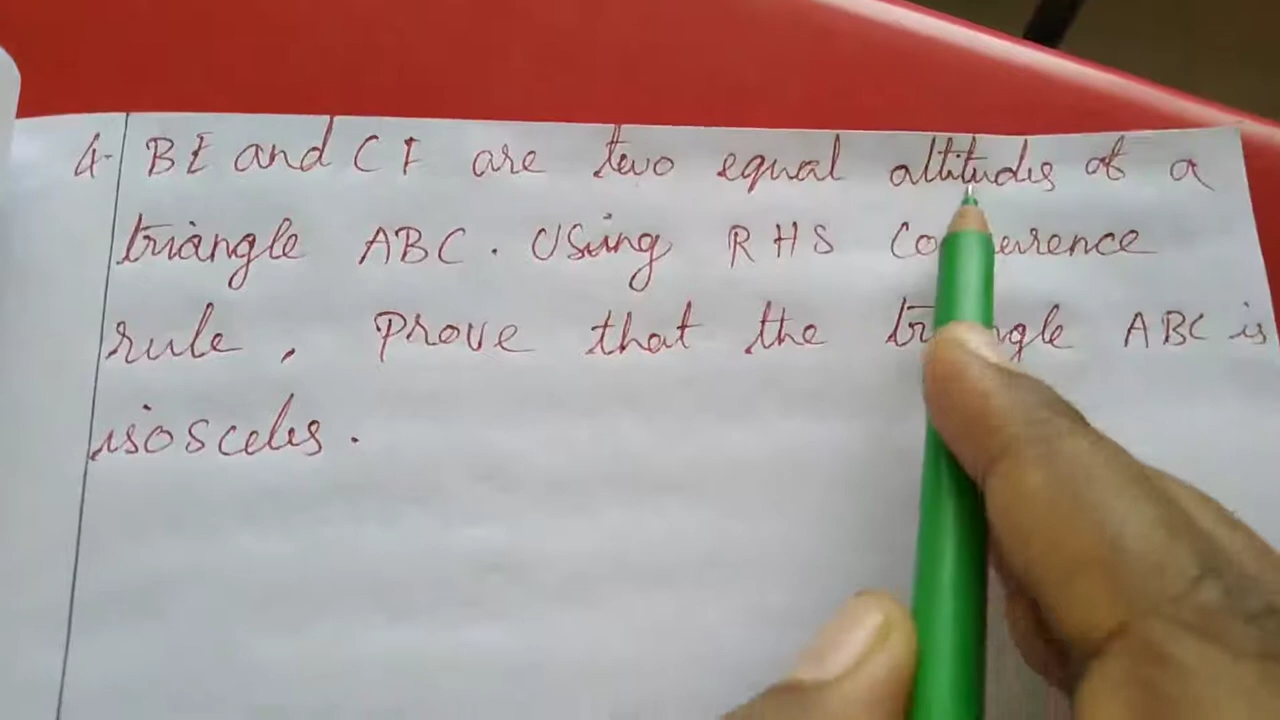 4. BE and CF are two equal altitudes of a
triangle ABC. Using RHS
rule, Prove that the ABC is
isosceles.